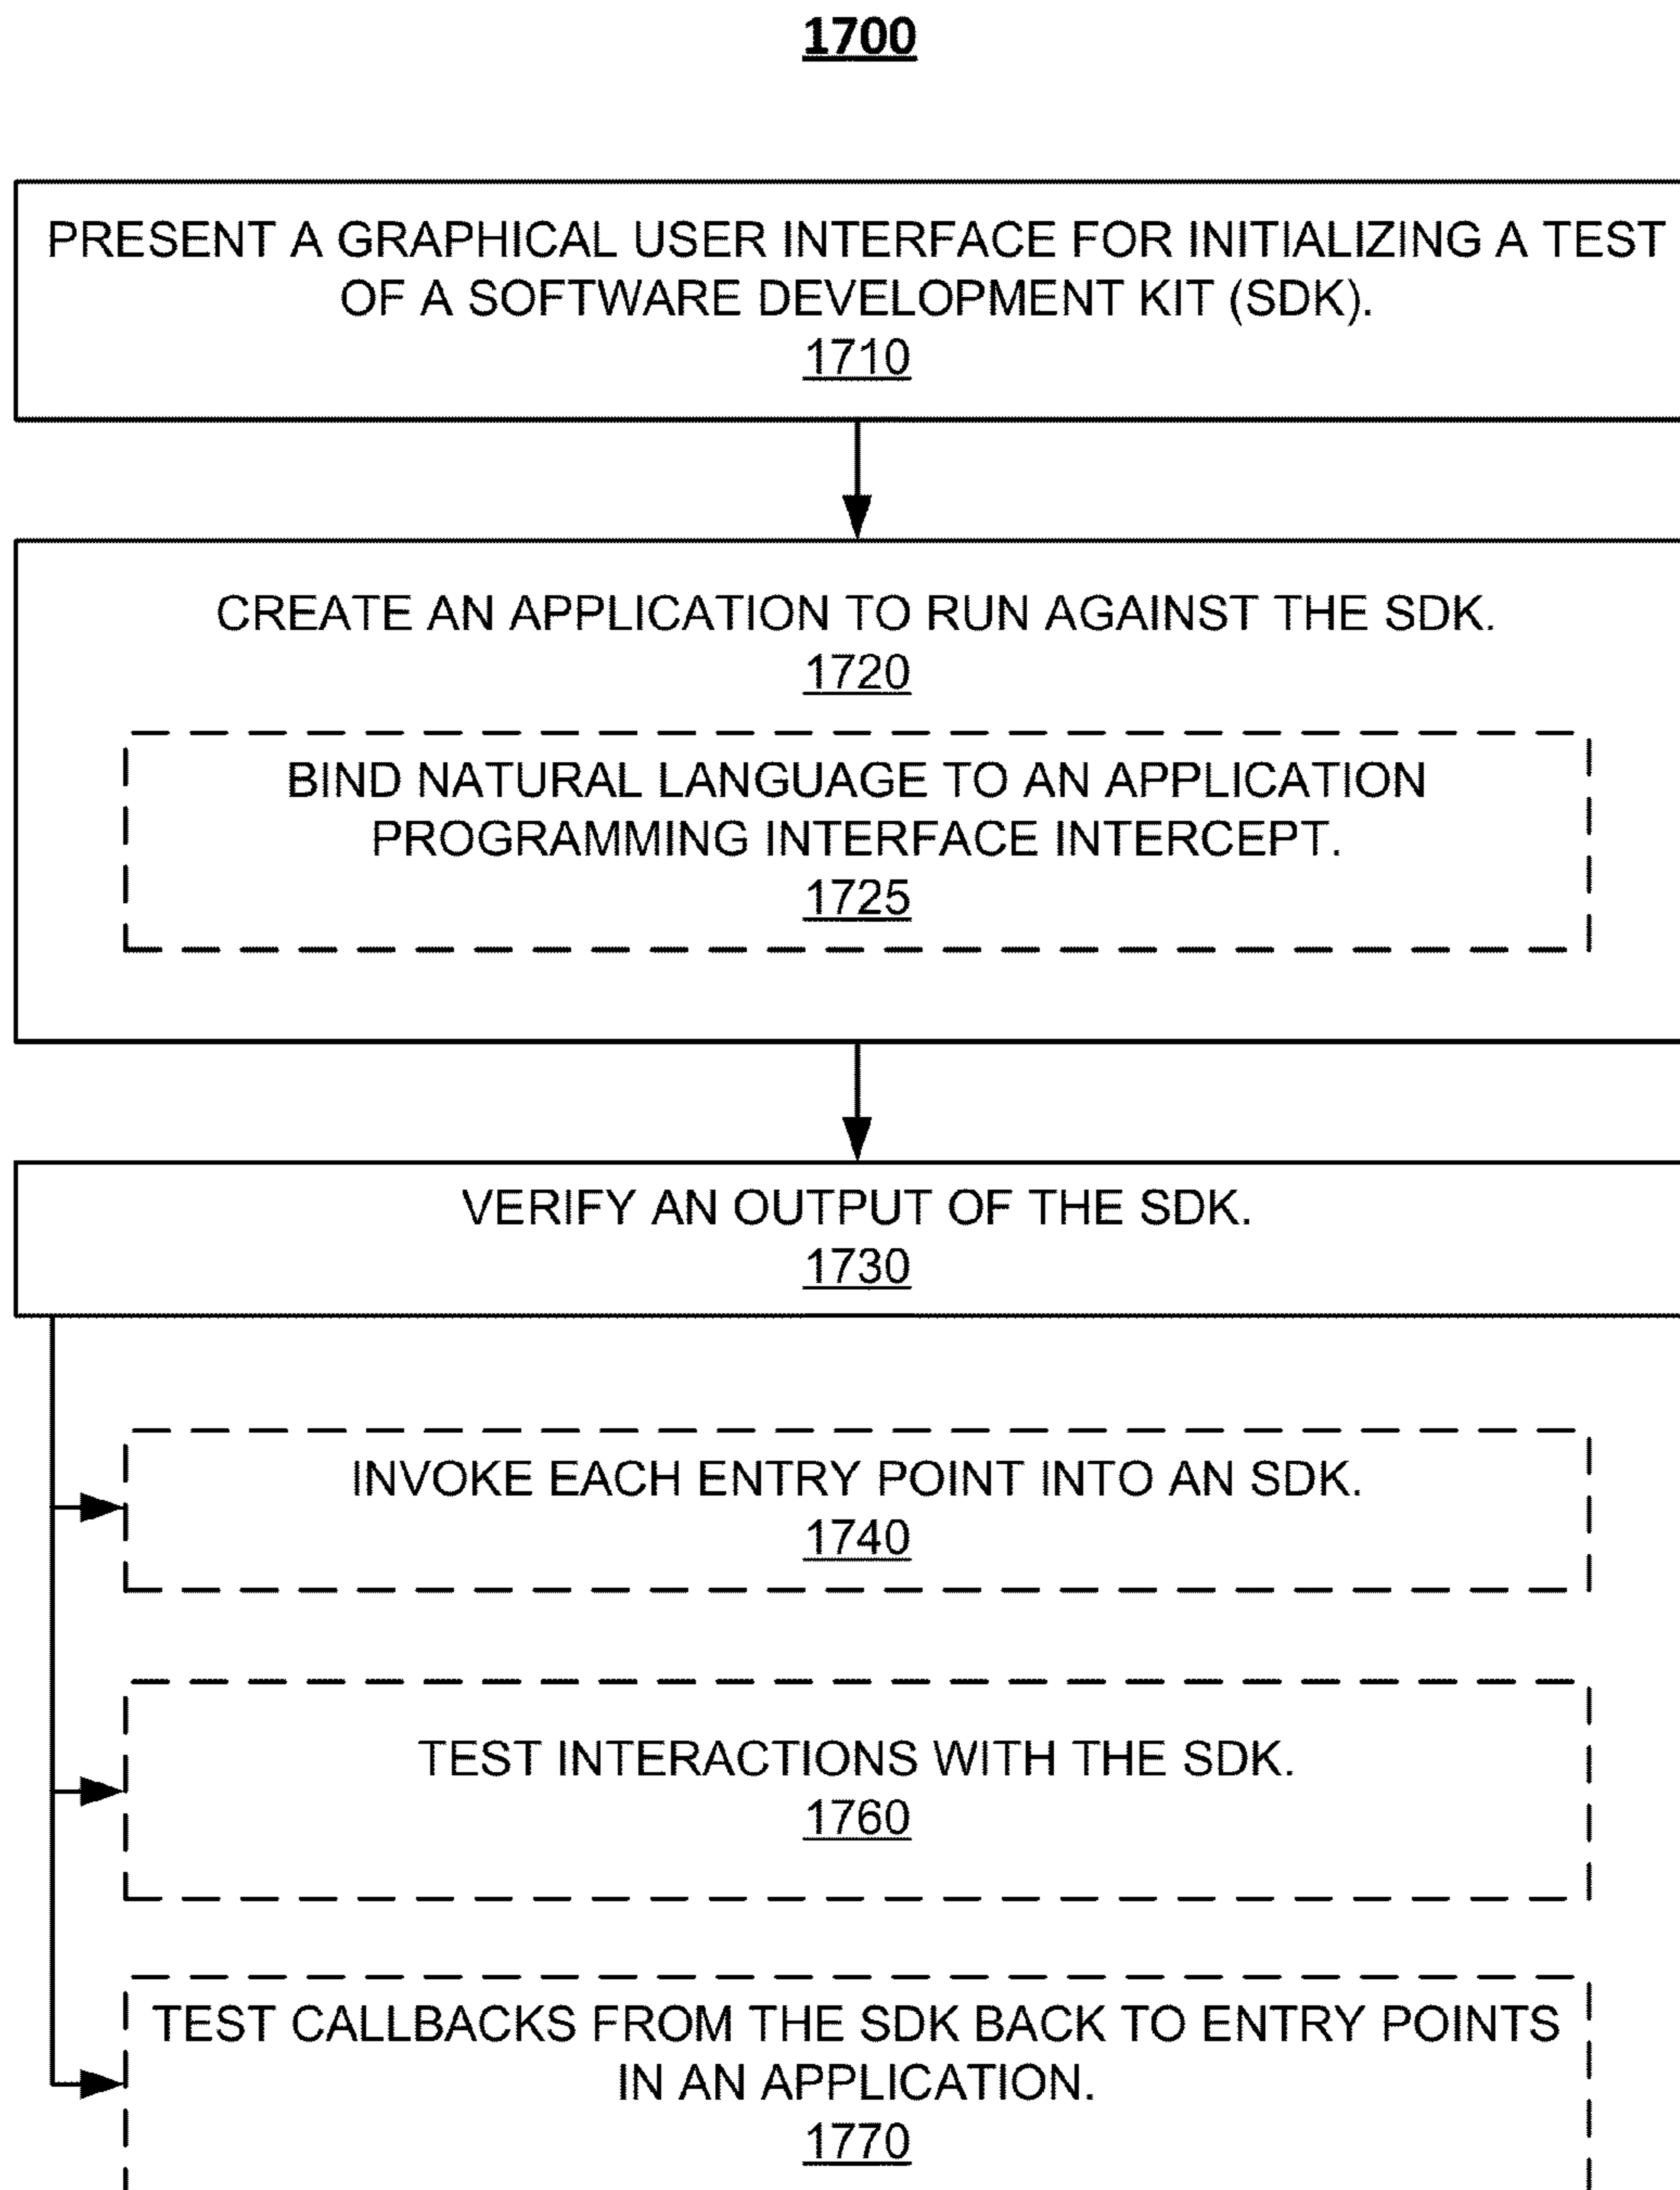 1700
PRESENT A GRAPHICAL USER INTERFACE FOR INITIALIZING A TEST
OF A SOFTWARE DEVELOPMENT KIT (SDK).
1710
CREATE AN APPLICATION TO RUN AGAINST THE SDK.
1720
BIND NATURAL LANGUAGE TO AN APPLICATION
PROGRAMMING INTERFACE INTERCEPT.
1725
VERIFY AN OUTPUT OF THE SDK.
1730
INVOKE EACH ENTRY POINT INTO AN SDK.
1740
TEST INTERACTIONS WITH THE SDK.
1760
TEST CALLBACKS FROM THE SDK BACK TO ENTRY POINTS
IN AN APPLICATION.
1770